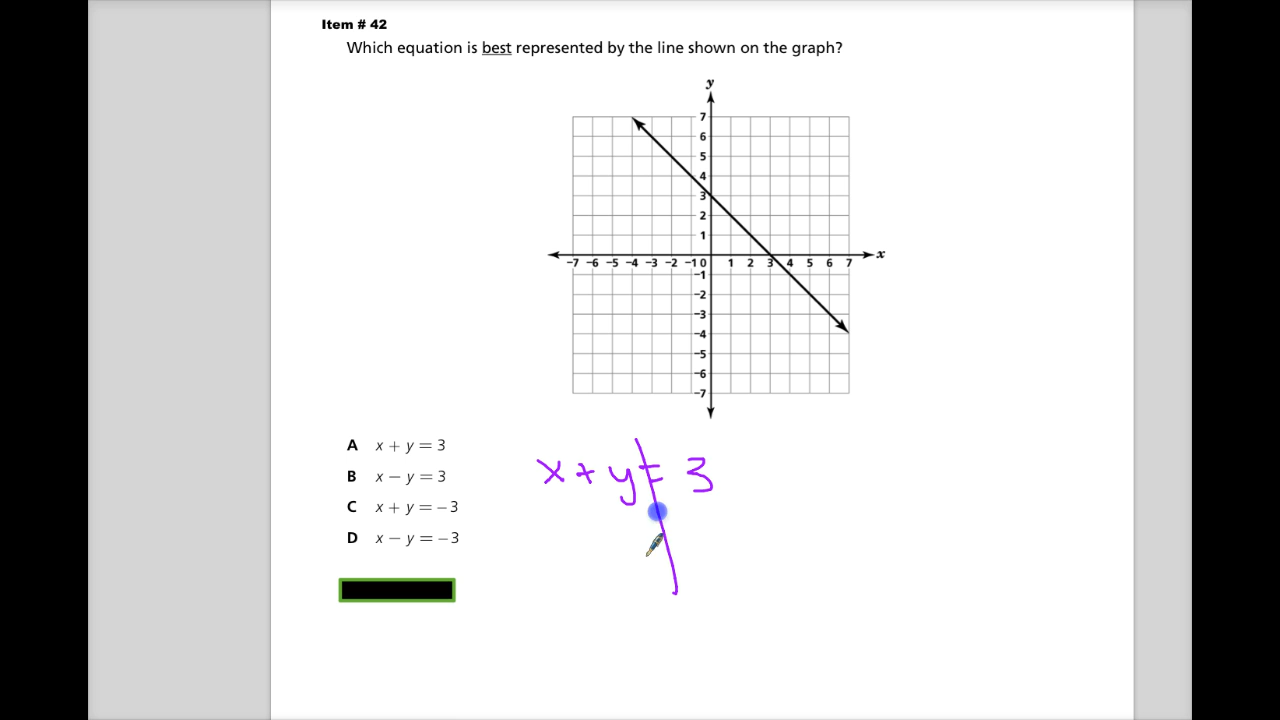 Item # 42
Which equation is best represented by the line shown on the graph?
y
7
6
5
4
3
2
1
−7 −6 −5 −4 −3 −2 −1 0 1 2 3 4 5 6 7 x
−1
−2
−3
−4
−5
−6
−7
A x + y = 3
B x − y = 3
C x + y = −3
D x − y = −3
x + y = 3